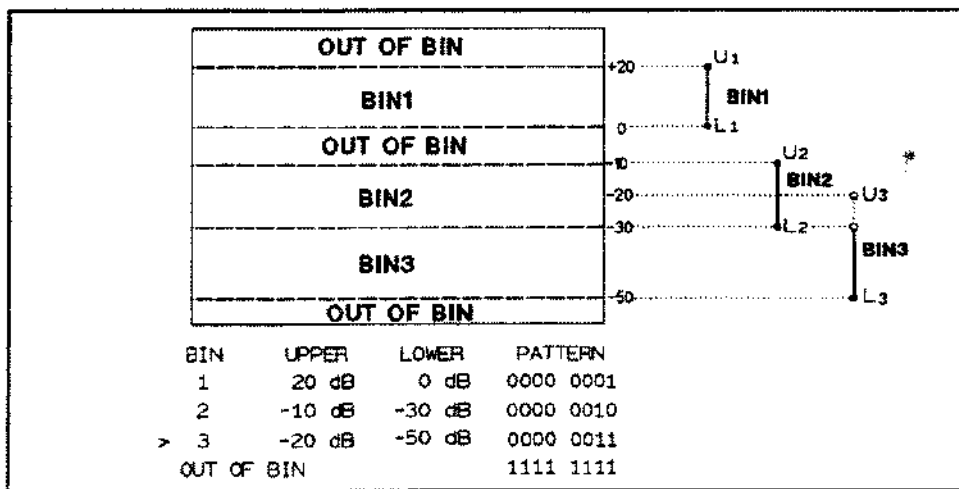 OUT OF BIN
+20 U1
BIN1 BIN1
0 L1
OUT OF BIN
-10 U2
BIN2
BIN2 -20 U3
-30 L2
BIN3
BIN3
-50 L3
OUT OF BIN
BIN UPPER LOWER PATTERN
1 20 dB 0 dB 0000 0001
2 -10 dB -30 dB 0000 0010
> 3 -20 dB -50 dB 0000 0011
OUT OF BIN 1111 1111